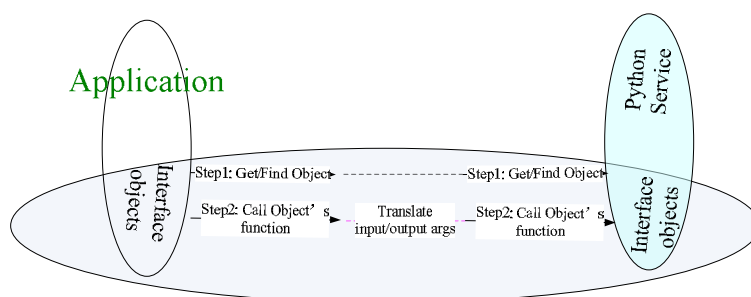 Application
Interface
objects
Step1: Get/Find Object
Step2: Call Object’s
function
Translate
input/output args
Step1: Get/Find Object
Step2: Call Object’s
function
Python
Service
Interface
objects